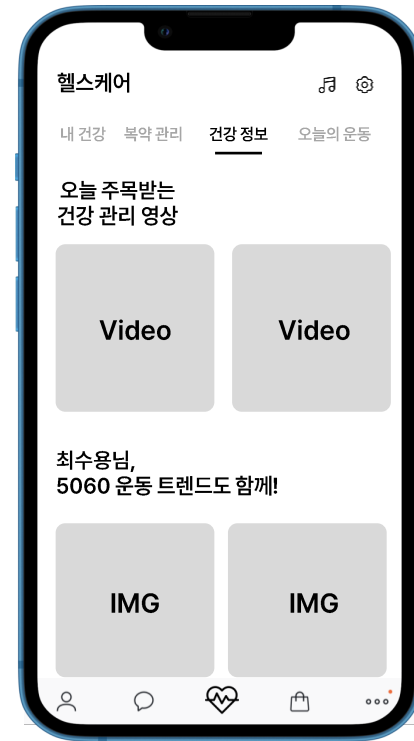 헬스케어
내 건강 복약 관리 건강 정보 오늘의 운동
오늘 주목받는
건강 관리 영상
Video Video
최수용님,
5060 운동 트렌드도 함께!
IMG IMG